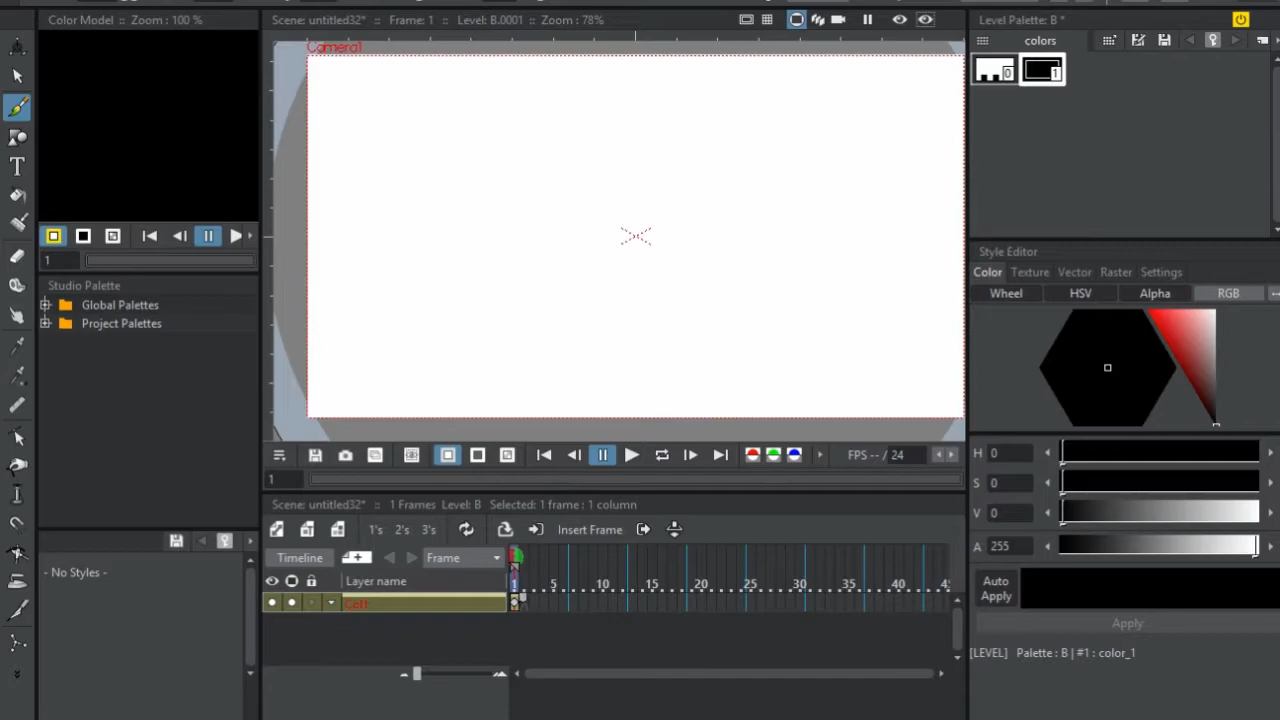 Color Model : Zoom : 100 %
Scene: untitled32* :: Frame: 1 :: Level: B.0001 :: Zoom : 78%
Level Palette: B *
Camera1
colors
0
1
1
Studio Palette
Global Palettes
Project Palettes
Style Editor
Color Texture Vector Raster Settings
Wheel HSV Alpha RGB
H 0
S 0
V 0
A 255
FPS -- / 24
1
Scene: untitled32* :: 1 Frames Level: B Selected: 1 frame : 1 column
1's 2's 3's Insert Frame
Timeline Frame
1 5 10 15 20 25 30 35 40 4
Layer name
- No Styles -
Auto Apply
Apply
[LEVEL] Palette : B | #1 : color_1